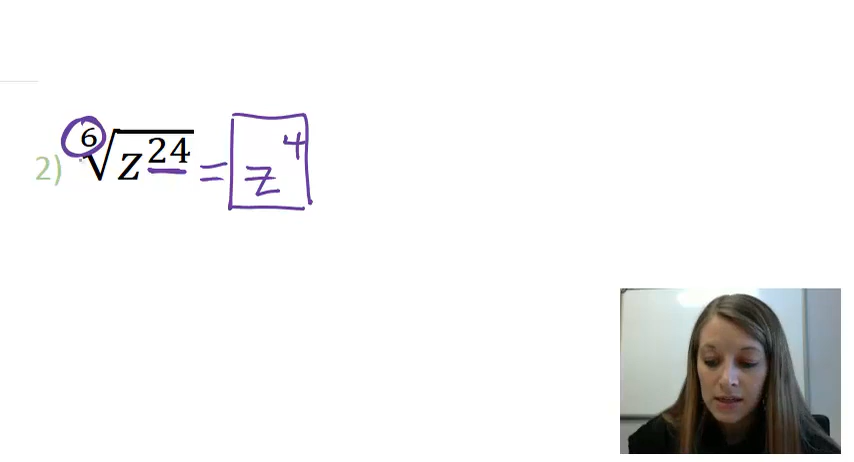 2) ⁶√z²⁴ = z⁴